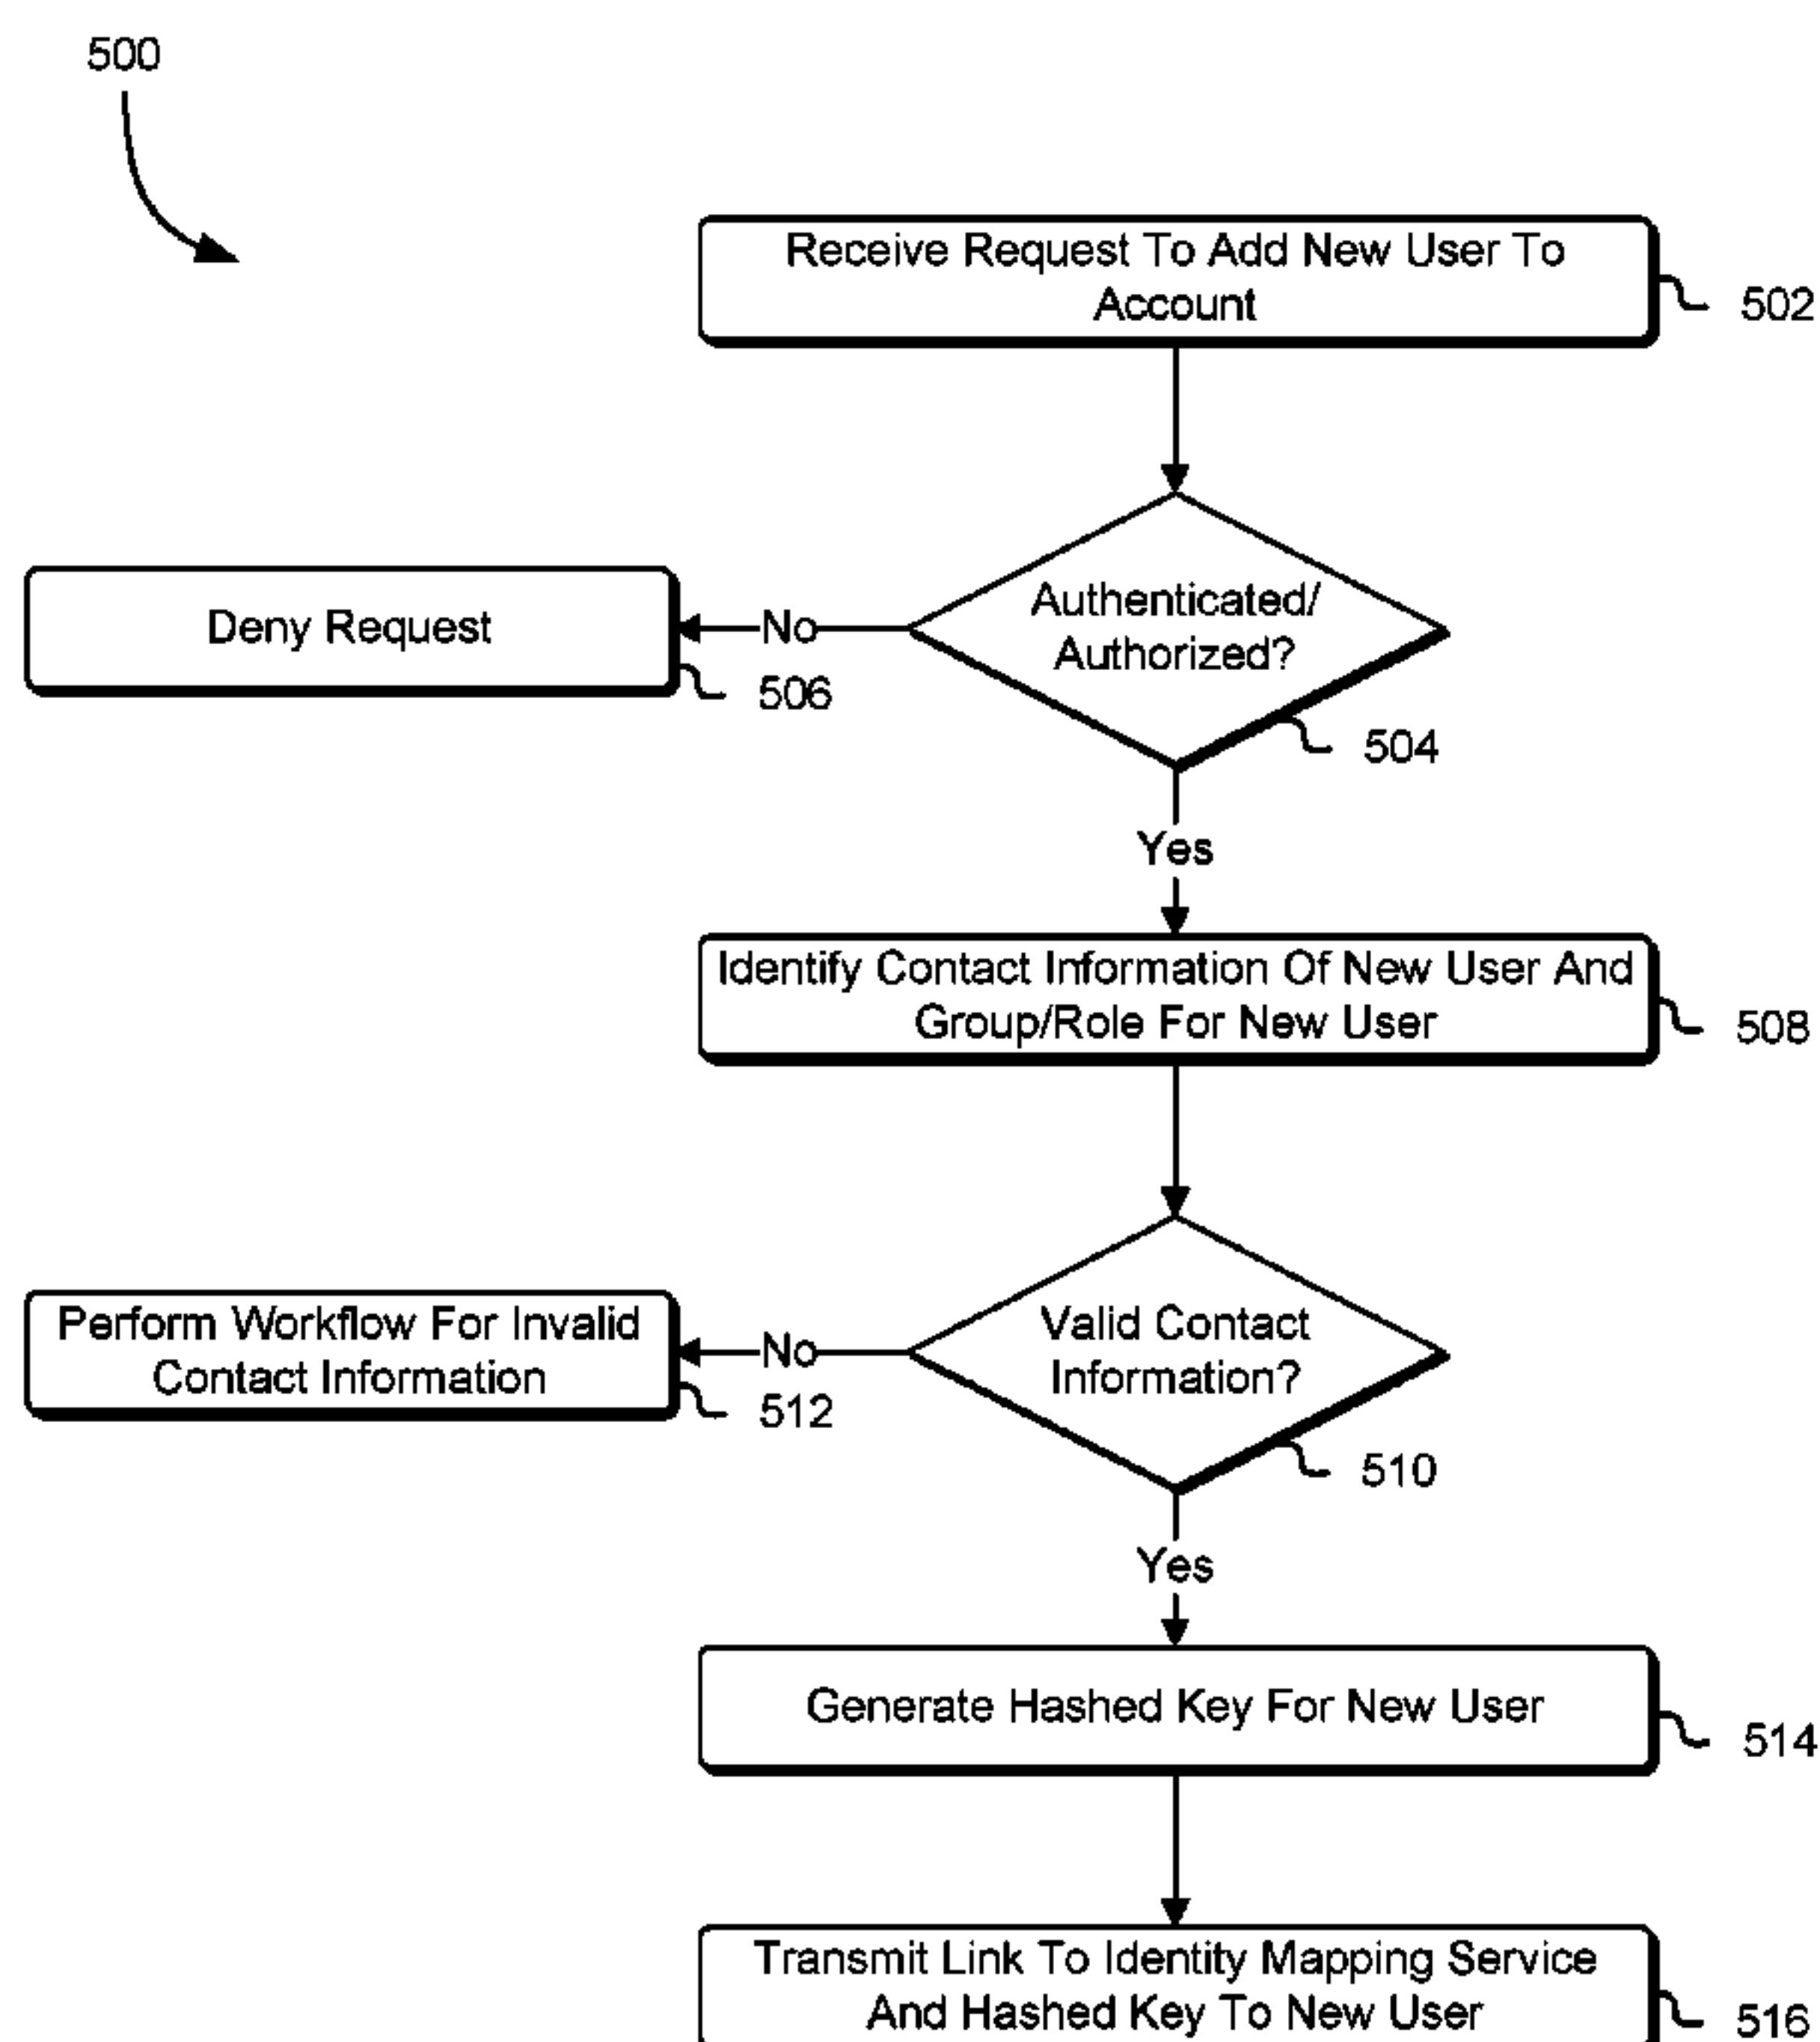 500
Receive Request To Add New User To
Account
502
Authenticated/
Authorized?
504
No
Deny Request
506
Yes
Identify Contact Information Of New User And
Group/Role For New User
508
Valid Contact
Information?
510
No
Perform Workflow For Invalid
Contact Information
512
Yes
Generate Hashed Key For New User
514
Transmit Link To Identity Mapping Service
And Hashed Key To New User
516